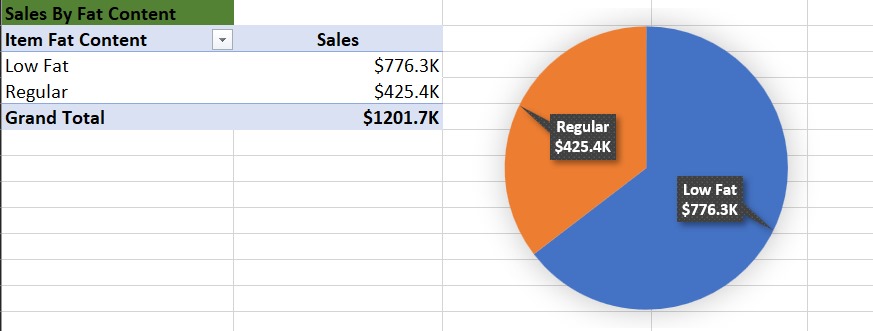 Sales By Fat Content
Item Fat Content Sales
Low Fat $776.3K
Regular $425.4K
Grand Total $1201.7K
Regular
$425.4K
Low Fat
$776.3K